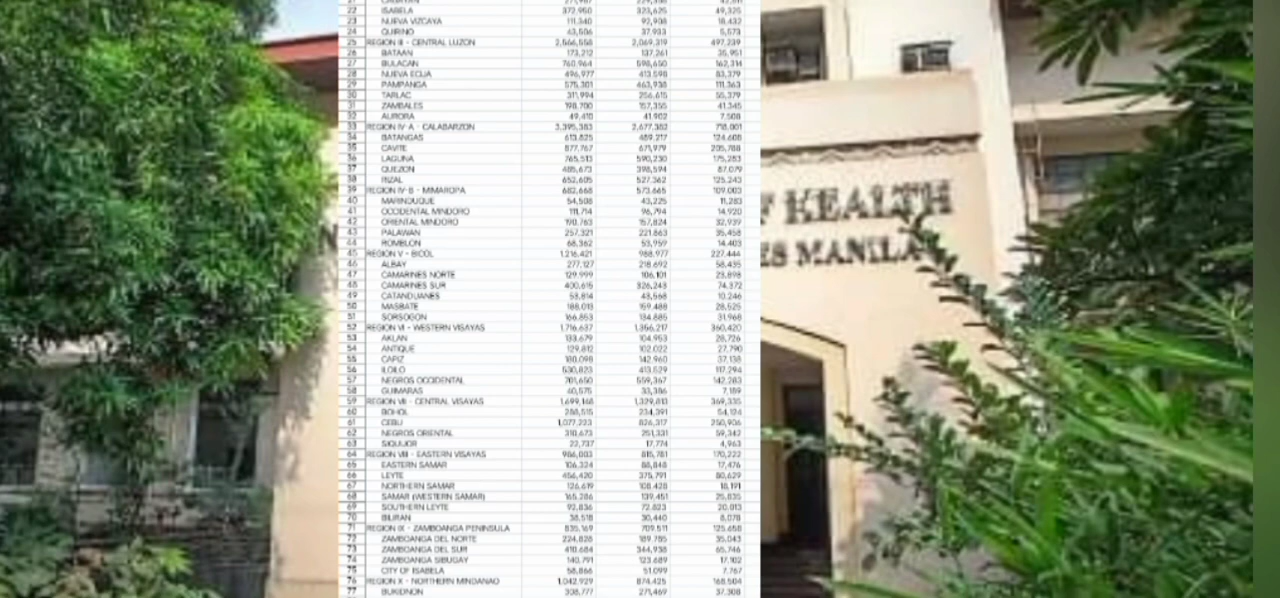 22 ISABELA 372,950 323,625 49,325
23 NUEVA VIZCAYA 111,340 92,908 18,432
24 QUIRINO 43,506 37,933 5,573
25 REGION III - CENTRAL LUZON 2,566,558 2,069,319 497,239
26 BATAAN 173,212 137,261 35,951
27 BULACAN 760,964 598,650 162,314
28 NUEVA ECIJA 496,977 413,598 83,379
29 PAMPANGA 575,301 463,938 111,363
30 TARLAC 311,994 256,615 55,379
31 ZAMBALES 198,700 157,355 41,345
32 AURORA 49,410 41,902 7,508
33 REGION IV-A - CALABARZON 3,395,383 2,677,382 718,001
34 BATANGAS 613,825 489,217 124,608
35 CAVITE 877,767 671,979 205,788
36 LAGUNA 765,513 590,230 175,283
37 QUEZON 485,673 398,594 87,079
38 RIZAL 652,605 527,362 125,243
39 REGION IV-B - MIMAROPA 682,668 573,665 109,003
40 MARINDUQUE 54,508 43,225 11,283
41 OCCIDENTAL MINDORO 111,714 96,794 14,920
42 ORIENTAL MINDORO 190,763 157,824 32,939
43 PALAWAN 257,321 221,863 35,458
44 ROMBLON 68,362 53,959 14,403
45 REGION V - BICOL 1,216,421 988,977 227,444
46 ALBAY 277,127 218,692 58,435
47 CAMARINES NORTE 129,999 106,101 23,898
48 CAMARINES SUR 400,615 326,243 74,372
49 CATANDUANES 53,814 43,568 10,246
50 MASBATE 188,013 159,488 28,525
51 SORSOGON 166,853 134,885 31,968
52 REGION VI - WESTERN VISAYAS 1,716,637 1,356,217 360,420
53 AKLAN 133,679 104,953 28,726
54 ANTIQUE 129,812 102,022 27,790
55 CAPIZ 180,098 142,960 37,138
56 ILOILO 530,823 413,529 117,294
57 NEGROS OCCIDENTAL 701,650 559,367 142,283
58 GUIMARAS 40,575 33,386 7,189
59 REGION VII - CENTRAL VISAYAS 1,699,148 1,329,813 369,335
60 BOHOL 288,515 234,391 54,124
61 CEBU 1,077,223 826,317 250,906
62 NEGROS ORIENTAL 310,673 251,331 59,342
63 SIQUIJOR 22,737 17,774 4,963
64 REGION VIII - EASTERN VISAYAS 986,003 815,781 170,222
65 EASTERN SAMAR 106,324 88,848 17,476
66 LEYTE 456,420 375,791 80,629
67 NORTHERN SAMAR 126,619 108,428 18,191
68 SAMAR (WESTERN SAMAR) 165,286 139,451 25,835
69 SOUTHERN LEYTE 92,836 72,823 20,013
70 BILIRAN 38,518 30,440 8,078
71 REGION IX - ZAMBOANGA PENINSULA 835,169 709,511 125,658
72 ZAMBOANGA DEL NORTE 224,828 189,785 35,043
73 ZAMBOANGA DEL SUR 410,684 344,938 65,746
74 ZAMBOANGA SIBUGAY 140,791 123,689 17,102
75 CITY OF ISABELA 58,866 51,099 7,767
76 REGION X - NORTHERN MINDANAO 1,042,929 874,425 168,504
77 BUKIDNON 308,777 271,469 37,308
HEALTH
ES MANILA